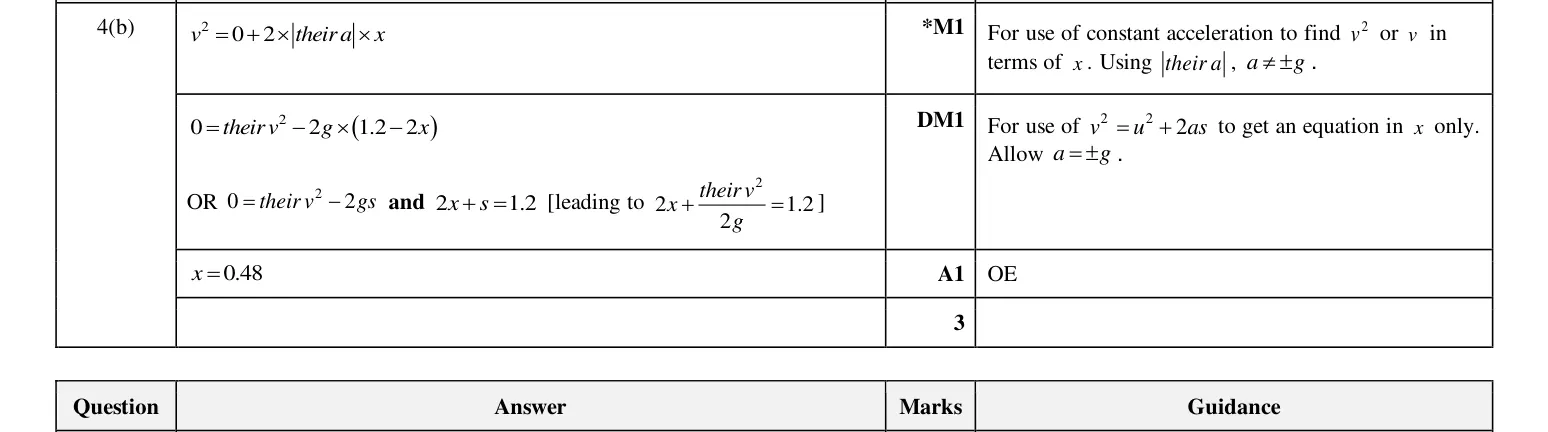 4(b)
v² = 0 + 2 × |their a| × x
*M1
For use of constant acceleration to find v² or v in
terms of x. Using |their a|, a ≠ ±g.
0 = their v² − 2g × (1.2 − 2x)
OR 0 = their v² − 2gs and 2x + s = 1.2 [leading to 2x + (their v²)/(2g) = 1.2]
DM1
For use of v² = u² + 2as to get an equation in x only.
Allow a = ±g.
x = 0.48
A1
OE
3
Question Answer Marks Guidance